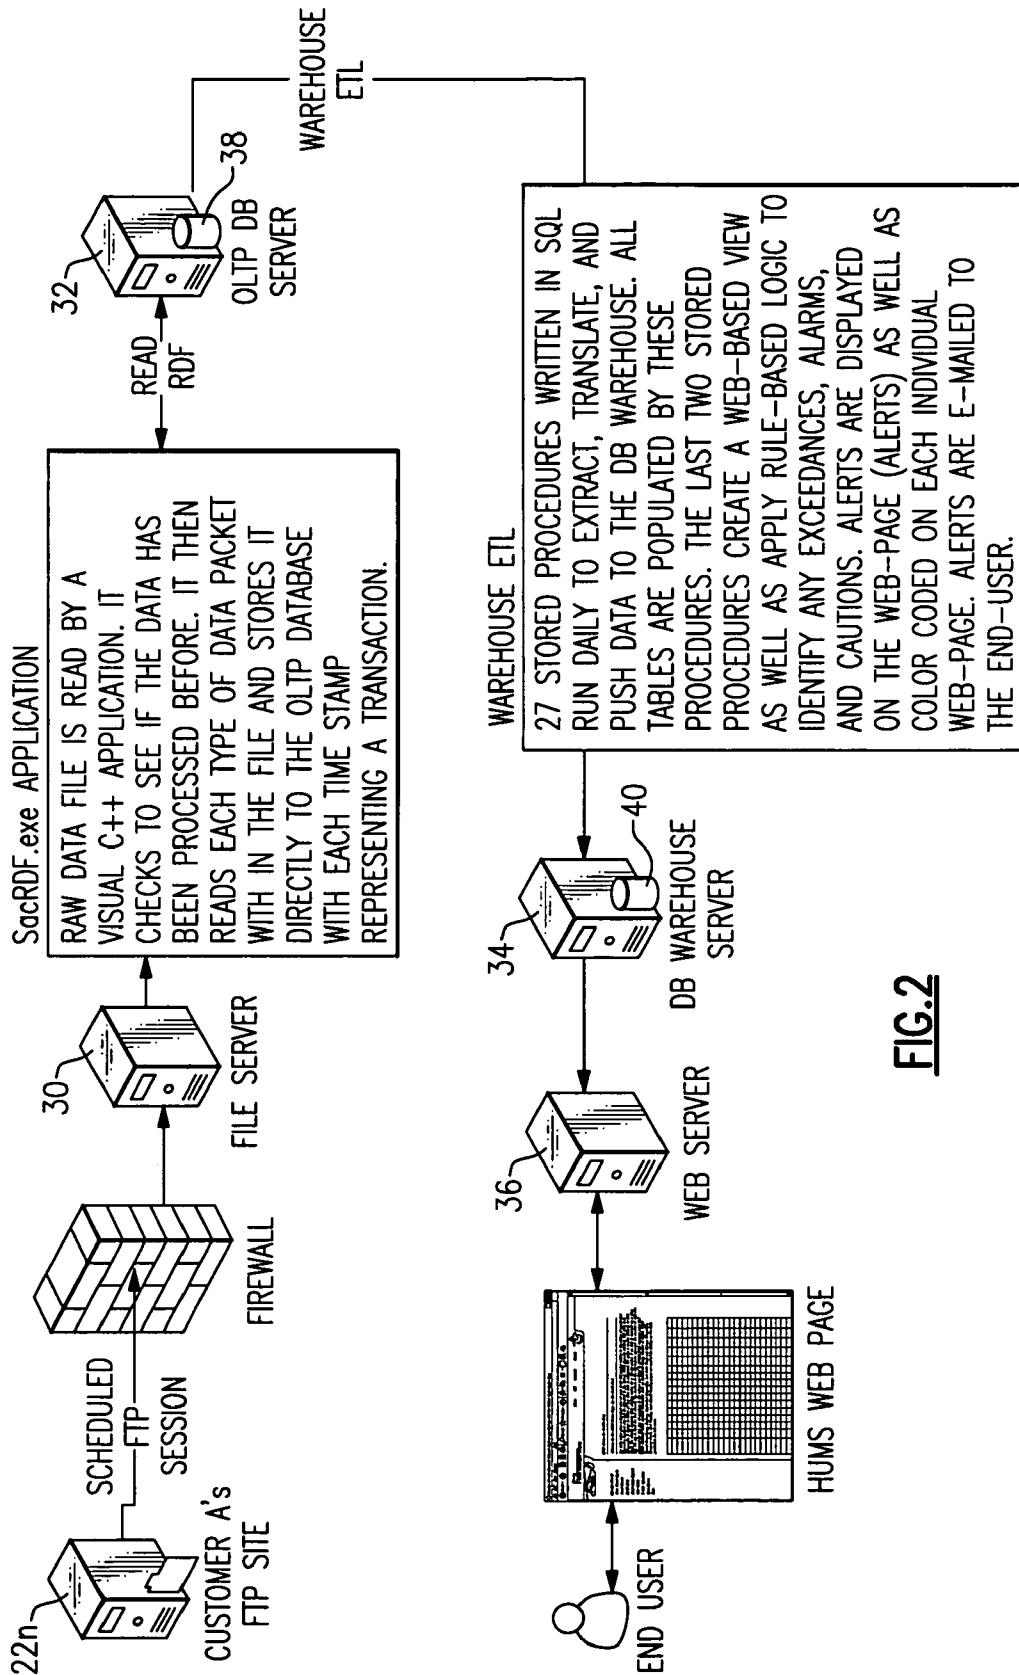 22n
CUSTOMER A's
FTP SITE
SCHEDULED
FTP
SESSION
FIREWALL
30
FILE SERVER
SacRDF.exe APPLICATION
RAW DATA FILE IS READ BY A
VISUAL C++ APPLICATION. IT
CHECKS TO SEE IF THE DATA HAS
BEEN PROCESSED BEFORE. IT THEN
READS EACH TYPE OF DATA PACKET
WITH IN THE FILE AND STORES IT
DIRECTLY TO THE OLTP DATABASE
WITH EACH TIME STAMP
REPRESENTING A TRANSACTION.
READ
RDF
32
38
OLTP DB
SERVER
WAREHOUSE
ETL
WAREHOUSE ETL
27 STORED PROCEDURES WRITTEN IN SQL
RUN DAILY TO EXTRACT, TRANSLATE, AND
PUSH DATA TO THE DB WAREHOUSE. ALL
TABLES ARE POPULATED BY THESE
PROCEDURES. THE LAST TWO STORED
PROCEDURES CREATE A WEB-BASED VIEW
AS WELL AS APPLY RULE-BASED LOGIC TO
IDENTIFY ANY EXCEEDANCES, ALARMS,
AND CAUTIONS. ALERTS ARE DISPLAYED
ON THE WEB-PAGE (ALERTS) AS WELL AS
COLOR CODED ON EACH INDIVIDUAL
WEB-PAGE. ALERTS ARE E-MAILED TO
THE END-USER.
34
40
DB WAREHOUSE
SERVER
36
WEB SERVER
HUMS WEB PAGE
END USER
FIG.2